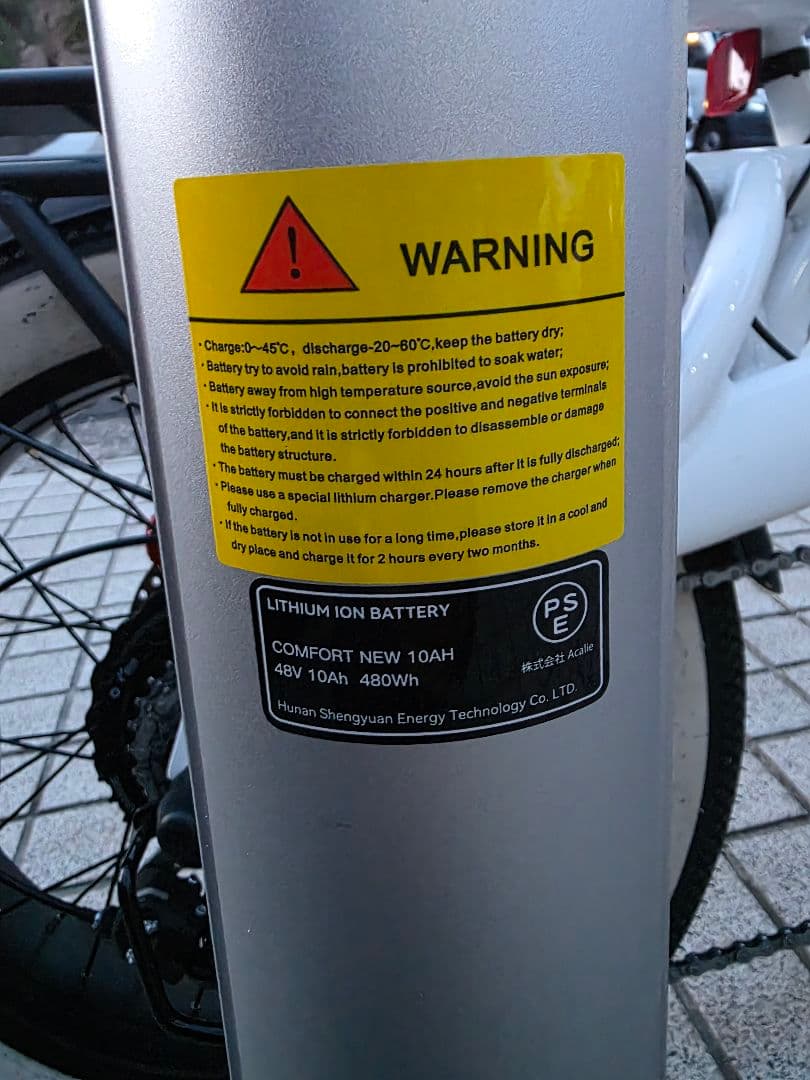 WARNING
·Charge:0~45℃, discharge-20~60℃,keep the battery dry;
·Battery try to avoid rain,battery is prohibited to soak water;
·Battery away from high temperature source,avoid the sun exposure;
·It is strictly forbidden to connect the positive and negative terminals
of the battery,and it is strictly forbidden to disassemble or damage
the battery structure.
·The battery must be charged within 24 hours after it is fully discharged;
·Please use a special lithium charger.Please remove the charger when
fully charged.
·If the battery is not in use for a long time,please store it in a cool and
dry place and charge it for 2 hours every two months.
LITHIUM ION BATTERY
PS
E
COMFORT NEW 10AH
48V 10Ah 480Wh
株式会社 Acalie
Hunan Shengyuan Energy Technology Co. LTD.